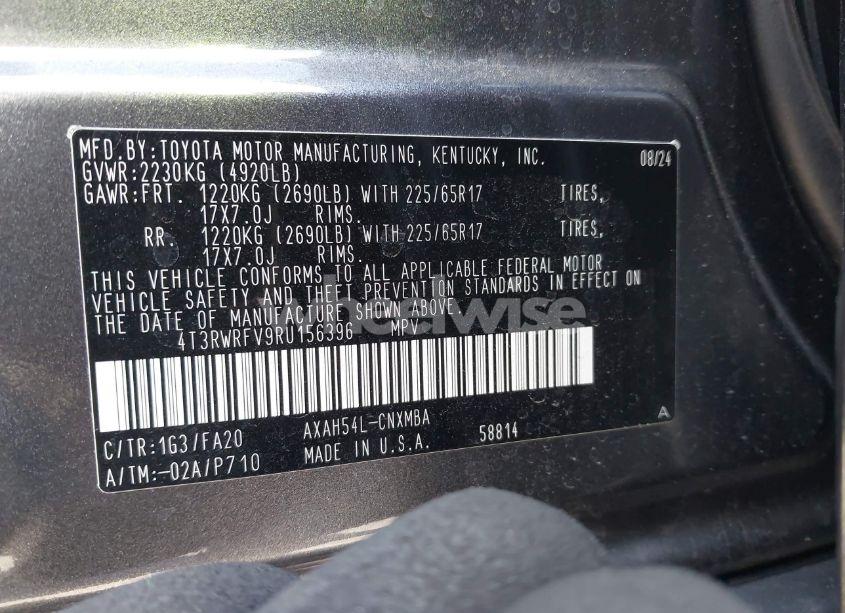 MFD.BY:TOYOTA MOTOR MANUFACTURING, KENTUCKY, INC. 08/24
GVWR:2230KG (4920LB)
GAWR:FRT. 1220KG (2690LB) WITH 225/65R17 TIRES,
17X7.0J RIMS.
RR. 1220KG (2690LB) WITH 225/65R17 TIRES,
17X7.0J RIMS.
THIS VEHICLE CONFORMS TO ALL APPLICABLE FEDERAL MOTOR
VEHICLE SAFETY AND THEFT PREVENTION STANDARDS IN EFFECT ON
THE DATE OF MANUFACTURE SHOWN ABOVE.
wheelwise
4T3RWRFV9RU156396 MPV
C/TR:1G3/FA20 AXAH54L-CNXMBA
A/TM:-02A/P710 MADE IN U.S.A. 58814 A